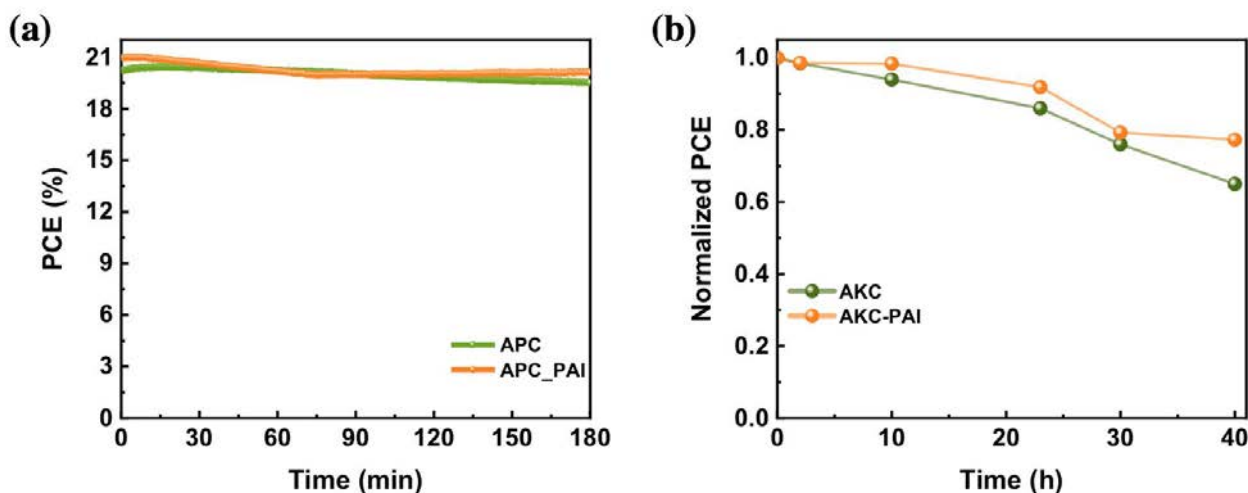 (a)
21
18
15
12
9
6
3
0
PCE (%)
APC
APC_PAI
0 30 60 90 120 150 180
Time (min)
(b)
1.0
0.8
0.6
0.4
0.2
0.0
Normalized PCE
AKC
AKC-PAI
0 10 20 30 40
Time (h)